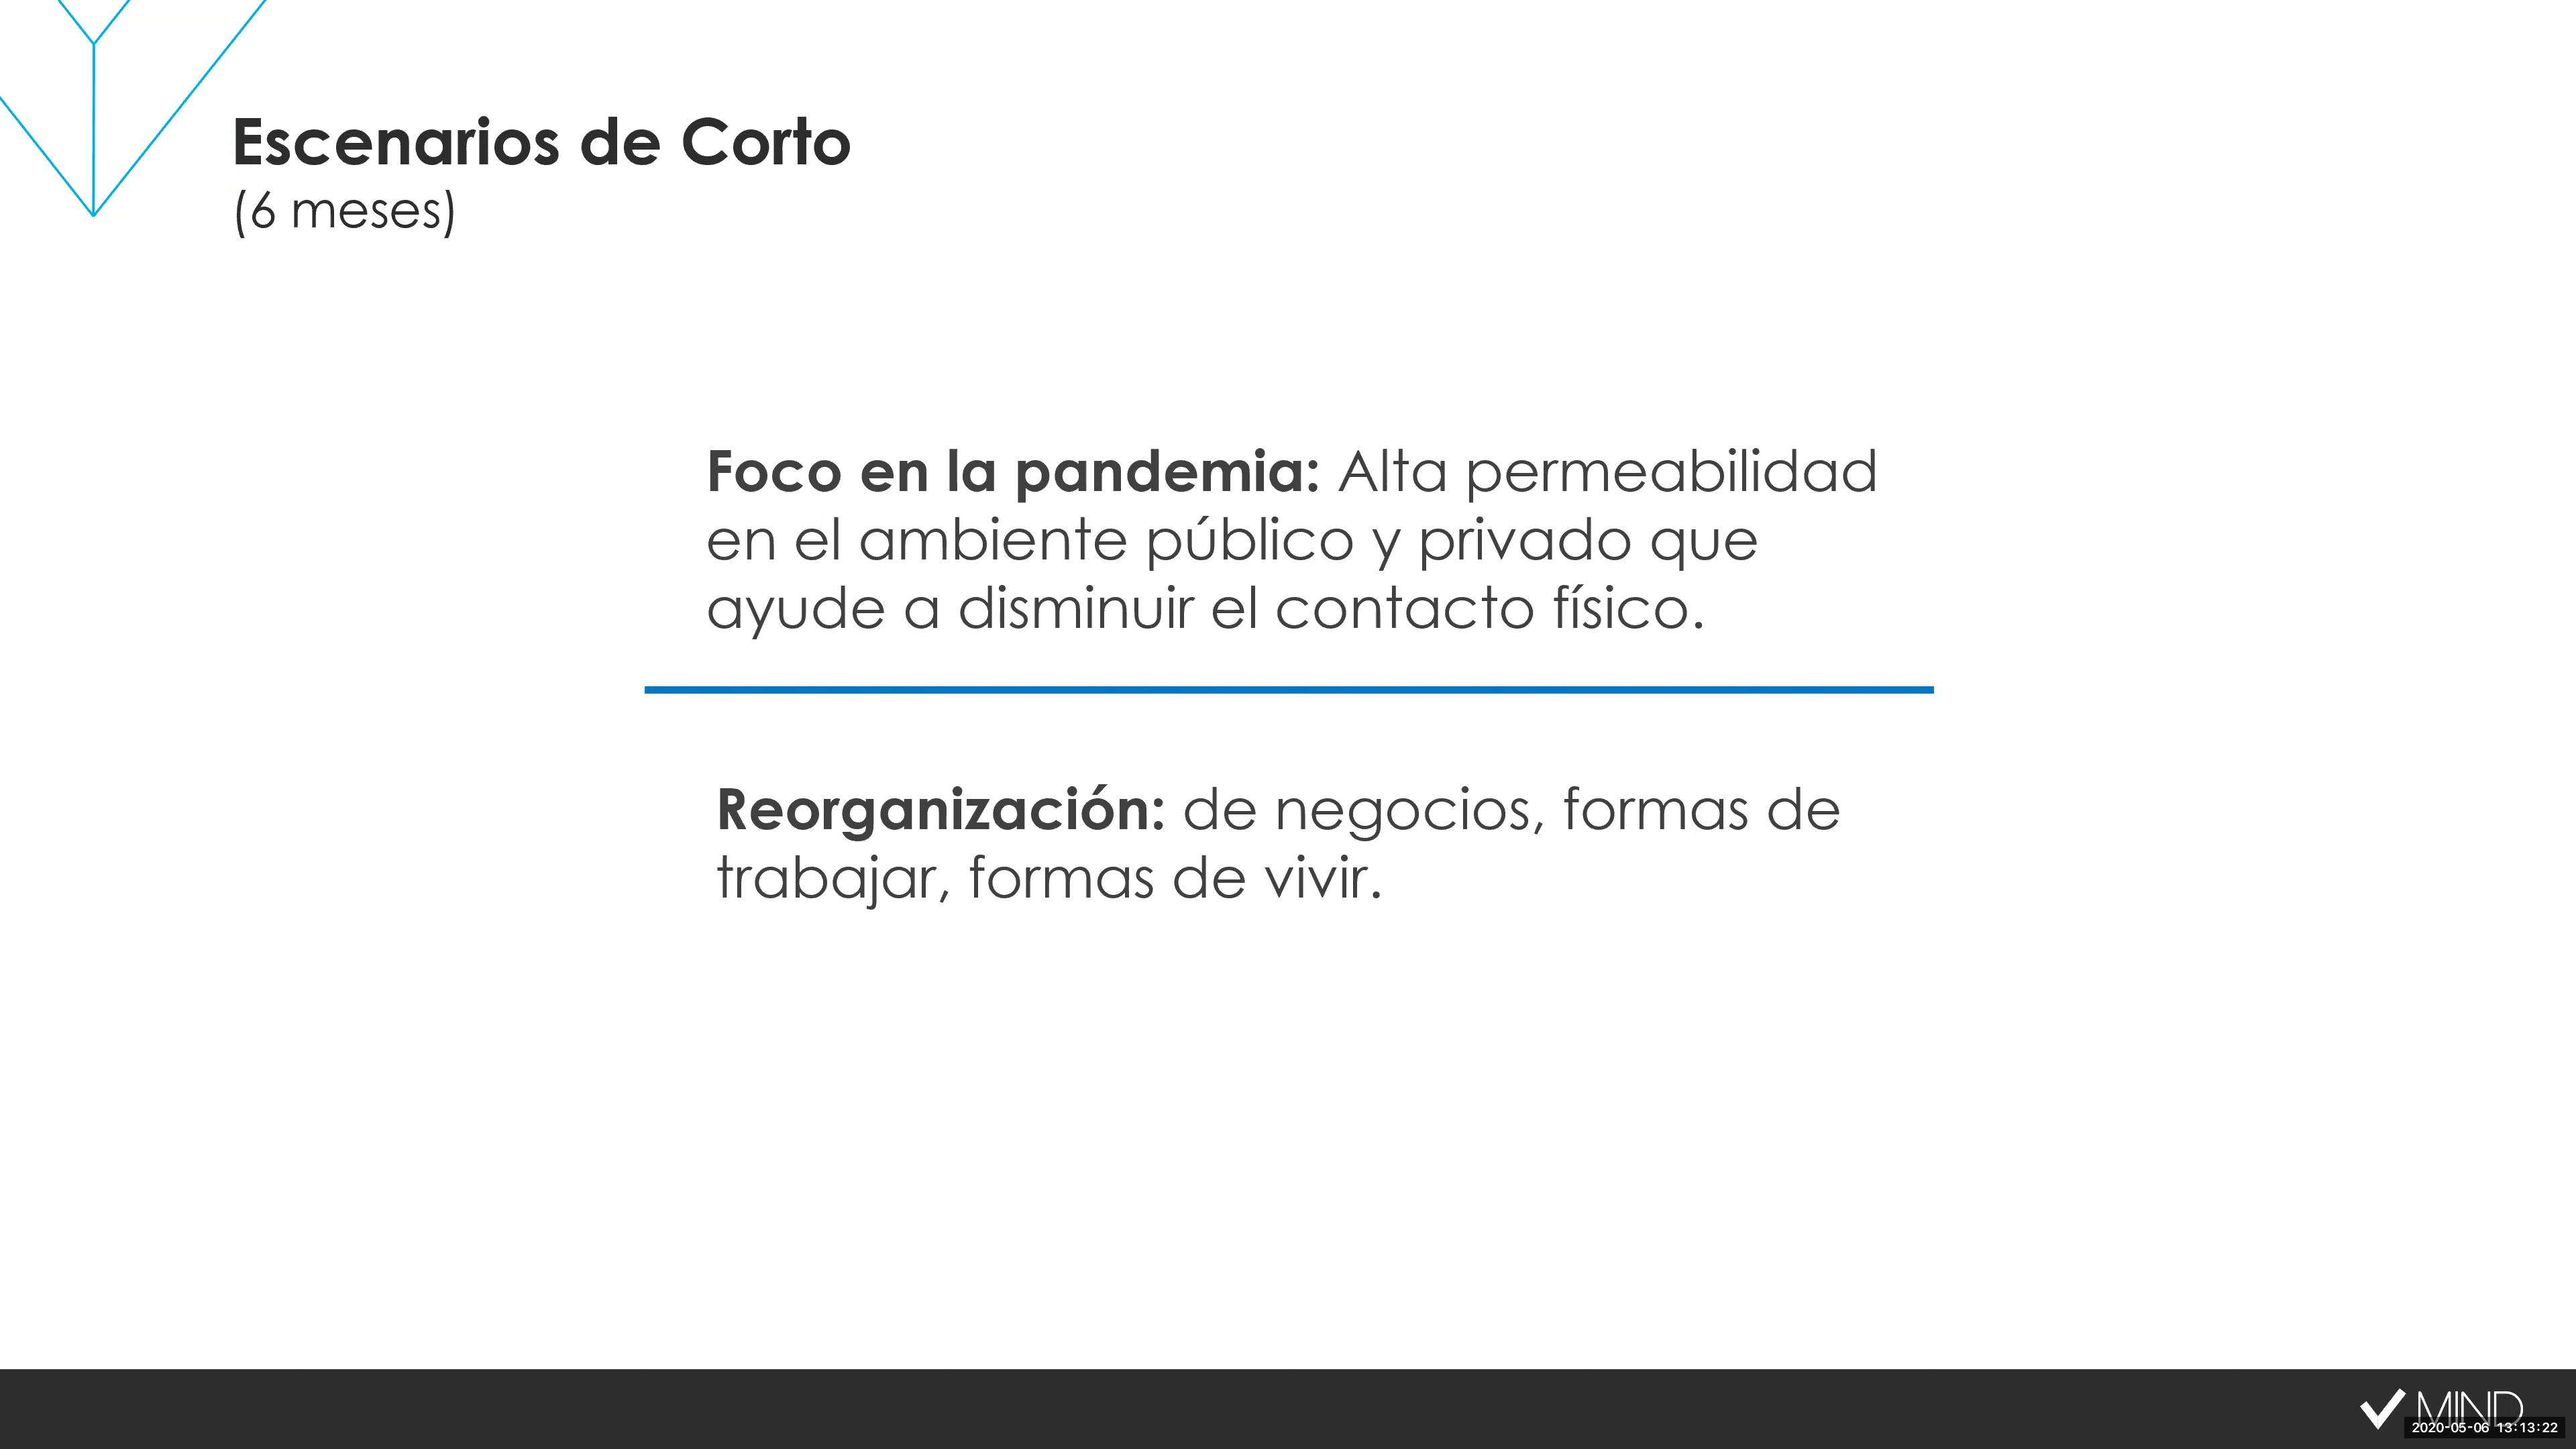 Escenarios de Corto
(6 meses)
Foco en la pandemia: Alta permeabilidad
en el ambiente público y privado que
ayude a disminuir el contacto físico.
Reorganización: de negocios, formas de
trabajar, formas de vivir.
MIND
2020-05-06 13:13:22